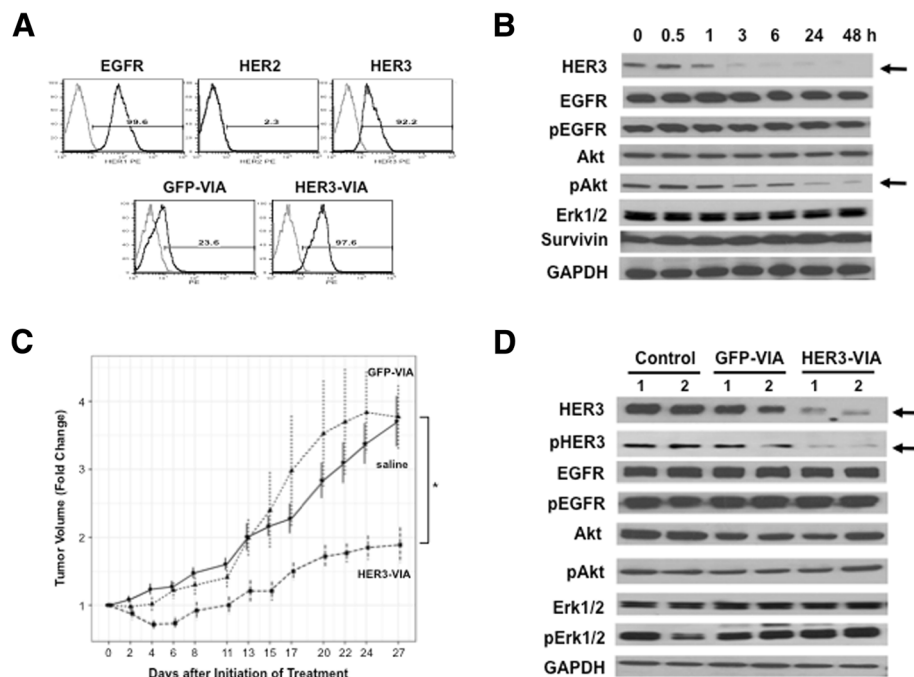 A
EGFR
HER2
HER3
99.6
2.3
92.2
HER1 PE
HER2 PE
HER3 PE
GFP-VIA
HER3-VIA
23.6
97.6
PE
PE
B
0 0.5 1 3 6 24 48 h
HER3
EGFR
pEGFR
Akt
pAkt
Erk1/2
Survivin
GAPDH
C
Tumor Volume (Fold Change)
4
3
2
1
GFP-VIA
saline
*
HER3-VIA
0 2 4 6 8 11 13 15 17 20 22 24 27
Days after Initiation of Treatment
D
Control GFP-VIA HER3-VIA
1 2 1 2 1 2
HER3
pHER3
EGFR
pEGFR
Akt
pAkt
Erk1/2
pErk1/2
GAPDH